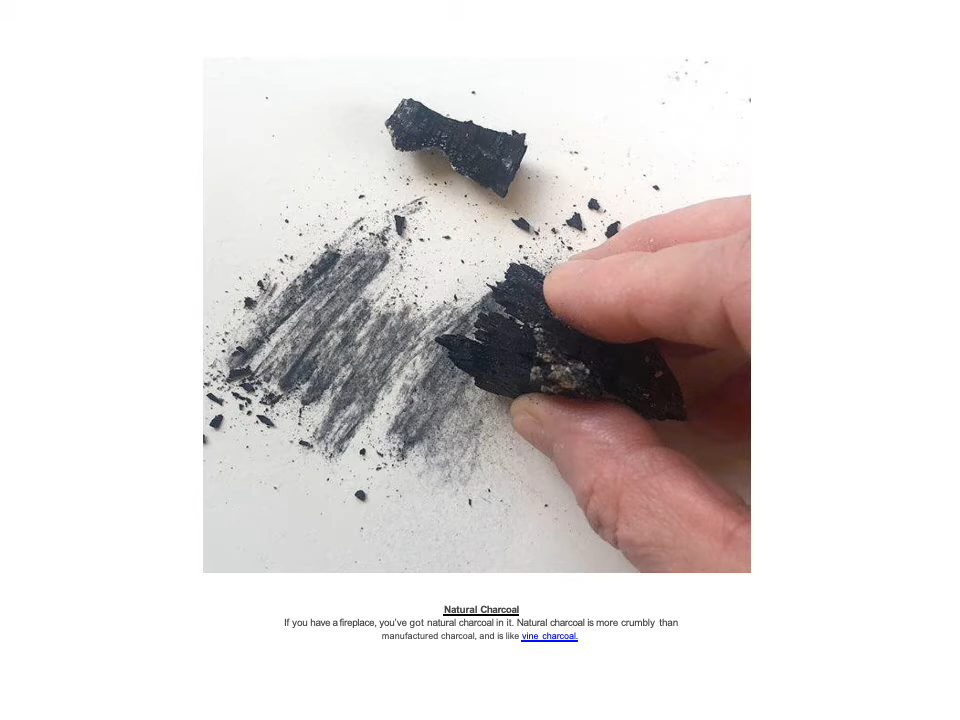 Natural Charcoal
If you have a fireplace, you've got natural charcoal in it. Natural charcoal is more crumbly than
manufactured charcoal, and is like vine charcoal.